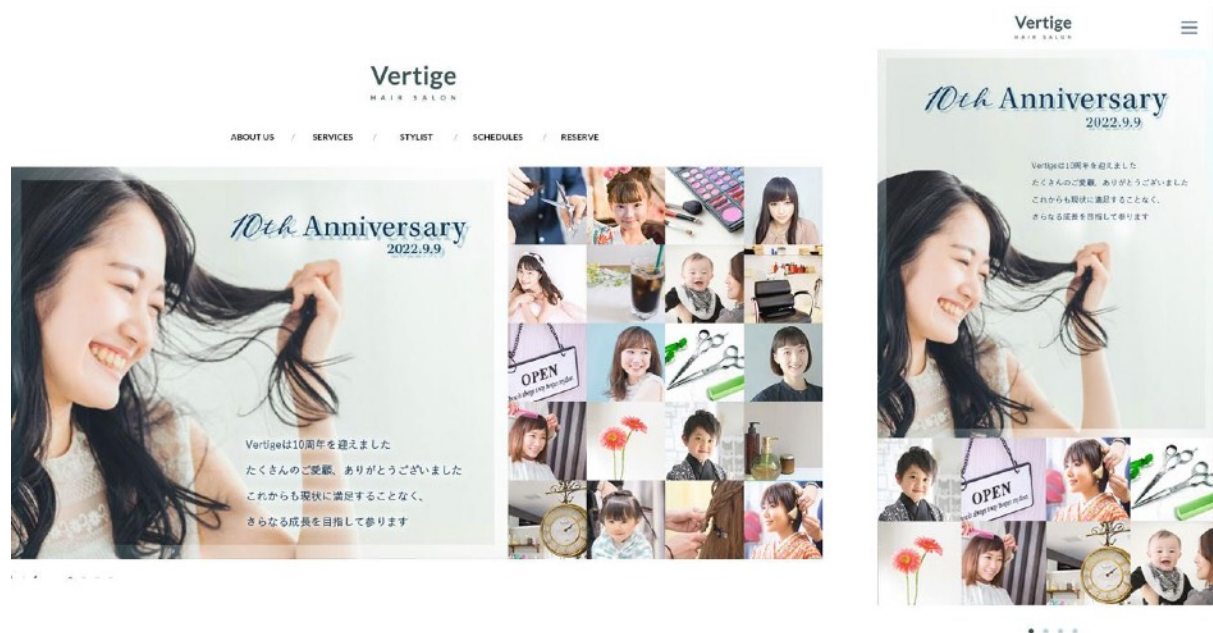 Vertige
HAIR SALON
ABOUT US / SERVICES / STYLIST / SCHEDULES / RESERVE
10th Anniversary
2022.9.9
Vertigeは10周年を迎えました
たくさんのご愛顧、ありがとうございました
これからも現状に満足することなく、
さらなる成長を目指して参ります
OPEN
Vertige
HAIR SALON
10th Anniversary
2022.9.9
Vertigeは10周年を迎えました
たくさんのご愛顧、ありがとうございました
これからも現状に満足することなく、
さらなる成長を目指して参ります
OPEN